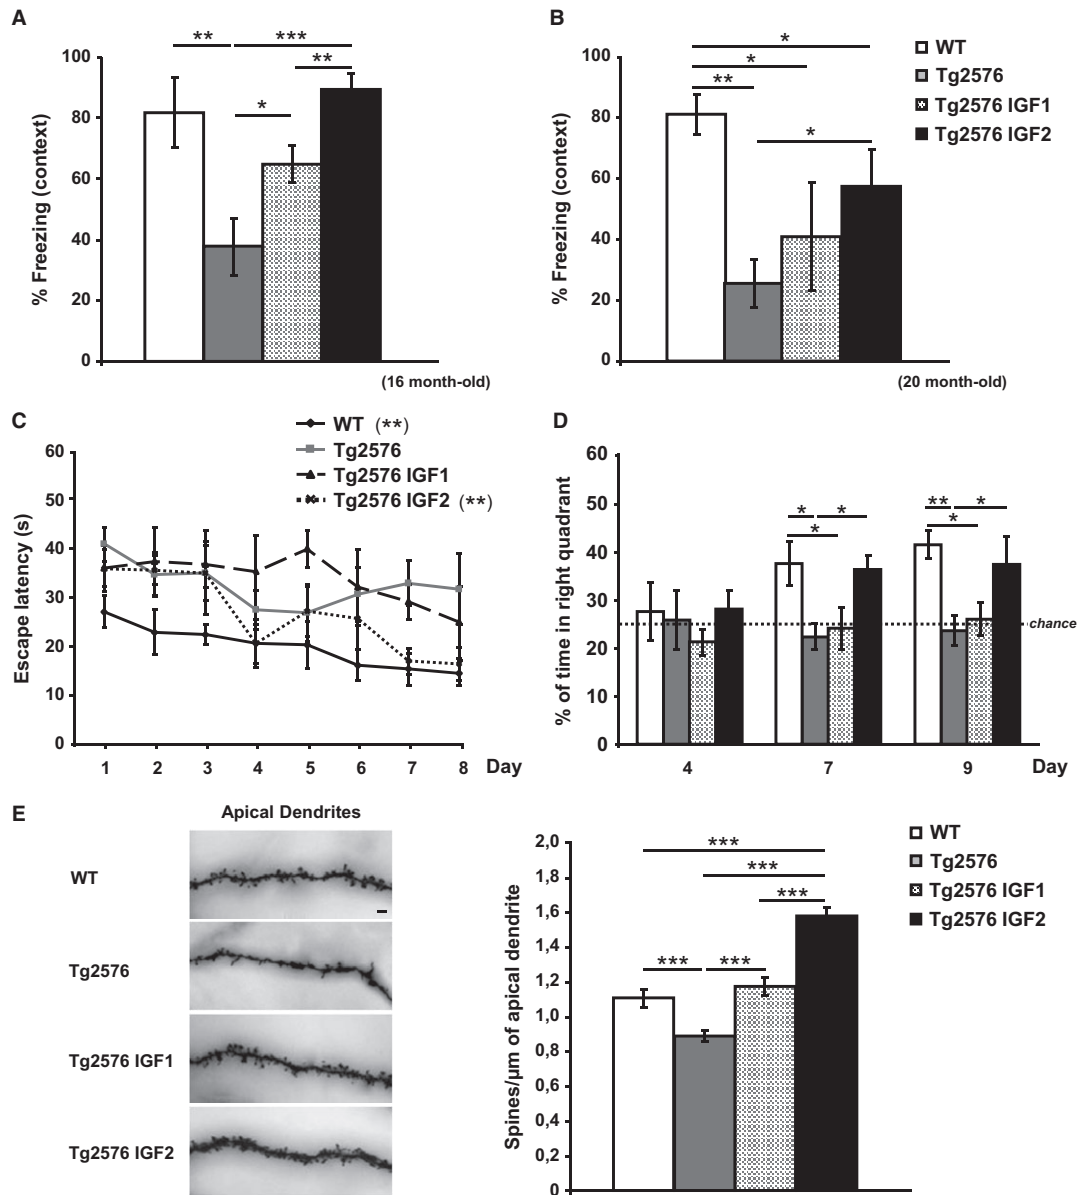 A
** ***
**
*
% Freezing (context)
100
80
60
40
20
0
(16 month-old)
B
*
*
**
*
% Freezing (context)
100
80
60
40
20
0
(20 month-old)
WT
Tg2576
Tg2576 IGF1
Tg2576 IGF2
C
WT (**)
Tg2576
Tg2576 IGF1
Tg2576 IGF2 (**)
Escape latency (s)
60
50
40
30
20
10
0
1 2 3 4 5 6 7 8 Day
D
% of time in right quadrant
60
50
40
30
20
10
0
* *
*
** *
*
chance
4 7 9 Day
E
Apical Dendrites
WT
Tg2576
Tg2576 IGF1
Tg2576 IGF2
Spines/µm of apical dendrite
2,0
1,8
1,6
1,4
1,2
1,0
0,8
0,6
0,4
0,2
0
***
***
***
*** ***
WT
Tg2576
Tg2576 IGF1
Tg2576 IGF2